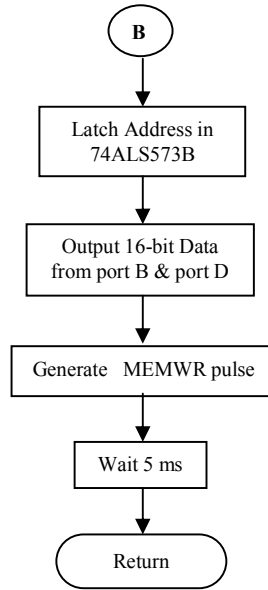 B
Latch Address in
74ALS573B
Output 16-bit Data
from port B & port D
Generate MEMWR pulse
Wait 5 ms
Return